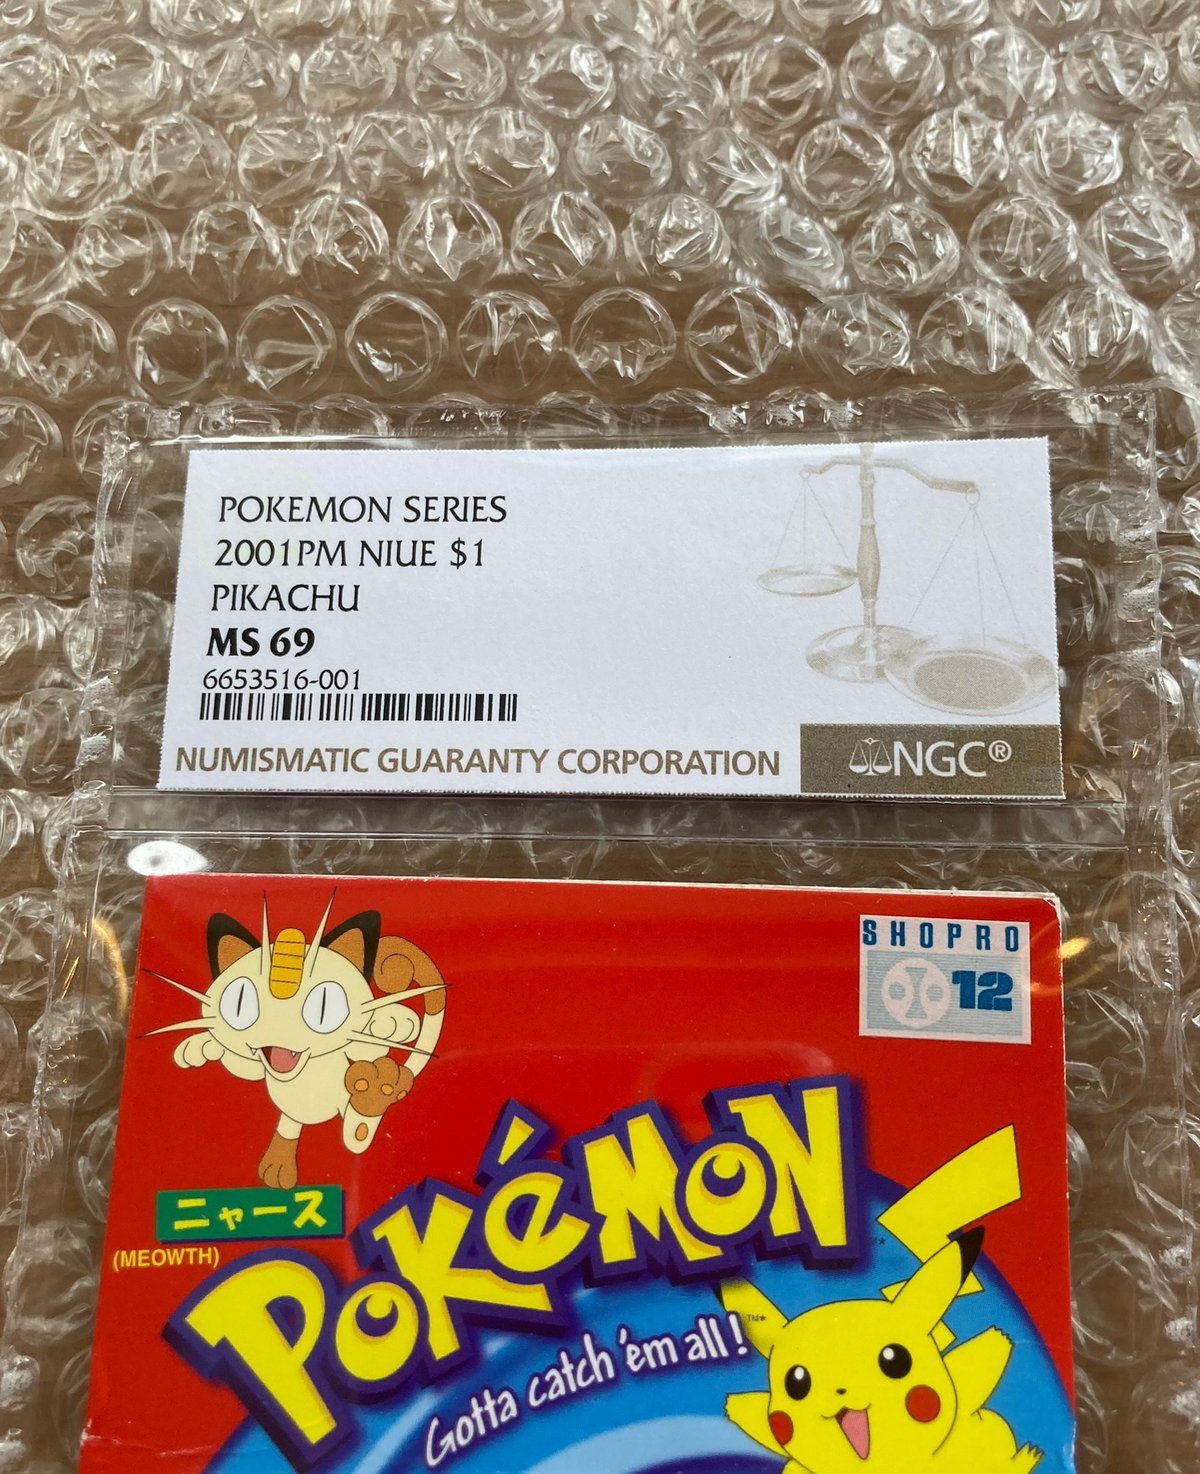 POKEMON SERIES
2001PM NIUE $1
PIKACHU
MS 69
6653516-001
NUMISMATIC GUARANTY CORPORATION
NGC®
SHOPRO
12
ニャース
(MEOWTH)
POKéMON
TM*
Gotta catch 'em all!